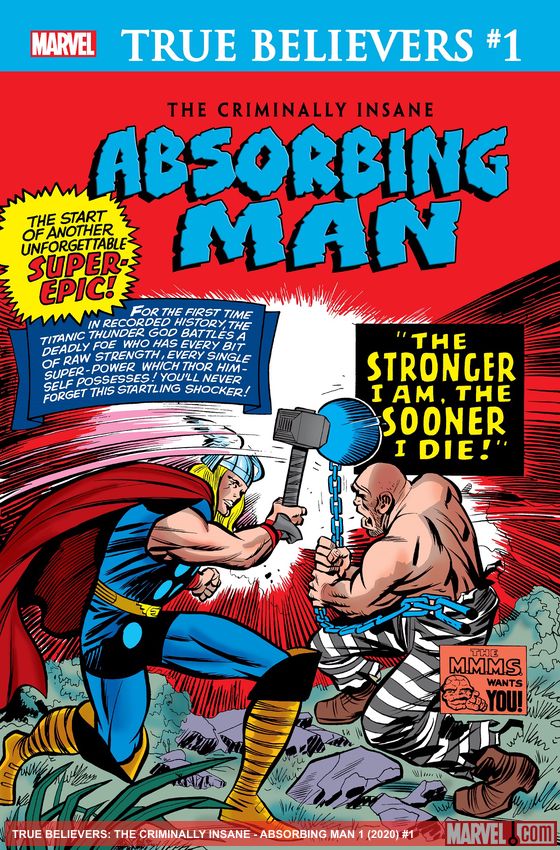 MARVEL
TRUE BELIEVERS #1
THE CRIMINALLY INSANE
ABSORBING
MAN
THE START
OF ANOTHER
UNFORGETTABLE
SUPER-
EPIC!
FOR THE FIRST TIME
IN RECORDED HISTORY, THE
TITANIC THUNDER GOD BATTLES A
DEADLY FOE WHO HAS EVERY BIT
OF RAW STRENGTH, EVERY SINGLE
SUPER-POWER WHICH THOR HIM-
SELF POSSESSES! YOU'LL NEVER
FORGET THIS STARTLING SHOCKER!
"THE
STRONGER
I AM, THE
SOONER
I DIE!"
THE
M.M.M.S.
WANTS
YOU!
TRUE BELIEVERS: THE CRIMINALLY INSANE - ABSORBING MAN 1 (2020) #1
MARVEL.com